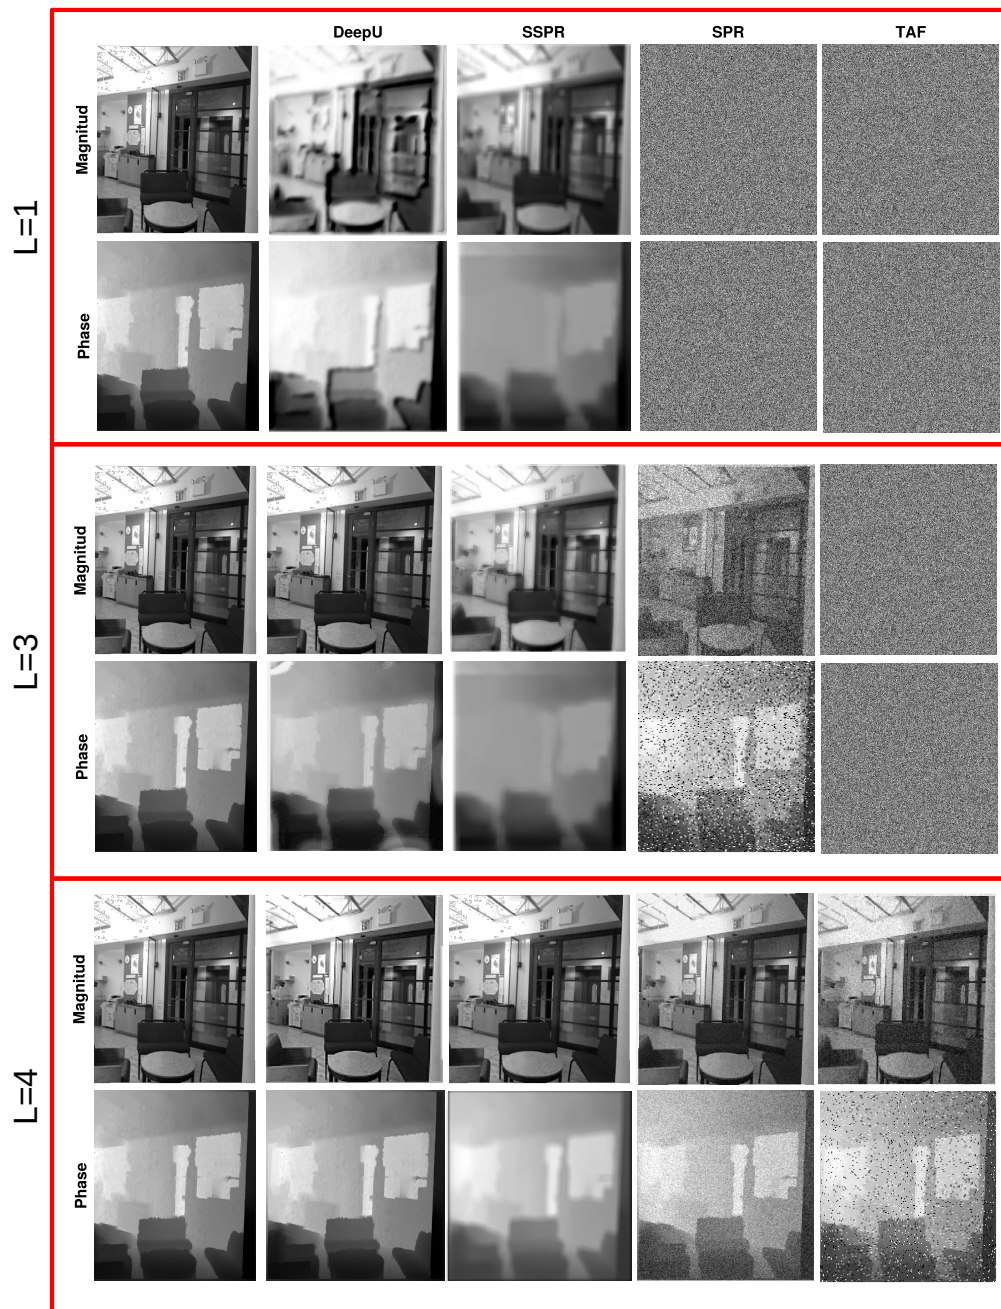 DeepU SSPR SPR TAF
L=1
Magnitud
Phase
L=3
Magnitud
Phase
L=4
Magnitud
Phase